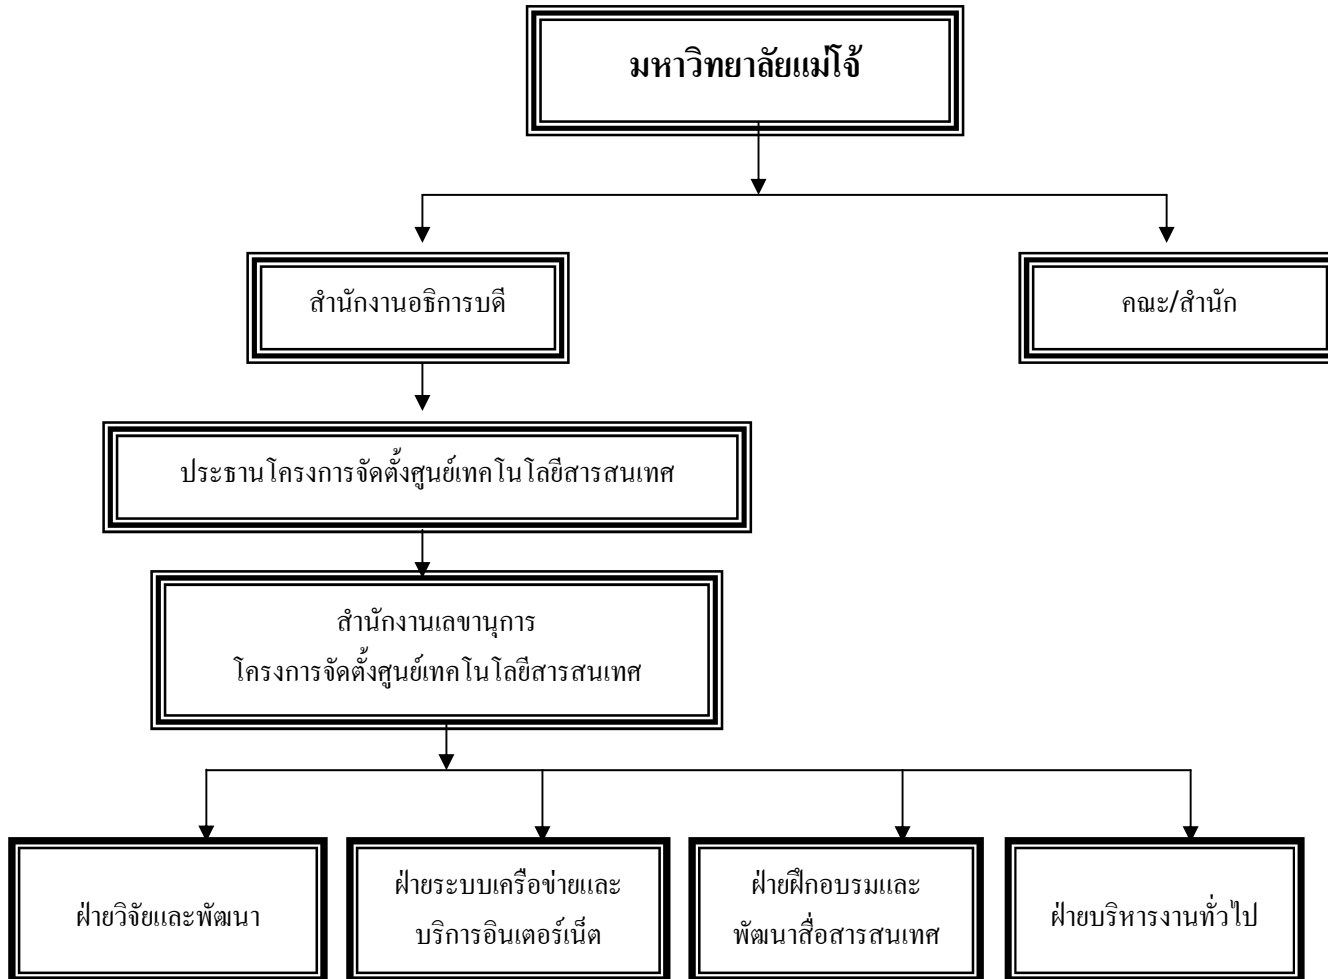 มหาวิทยาลัยแม่โจ้
สำนักงานอธิการบดี
คณะ/สำนัก
ประธานโครงการจัดตั้งศูนย์เทคโนโลยีสารสนเทศ
สำนักงานเลขานุการ
โครงการจัดตั้งศูนย์เทคโนโลยีสารสนเทศ
ฝ่ายวิจัยและพัฒนา
ฝ่ายระบบเครือข่ายและ
บริการอินเตอร์เน็ต
ฝ่ายฝึกอบรมและ
พัฒนาสื่อสารสนเทศ
ฝ่ายบริหารงานทั่วไป